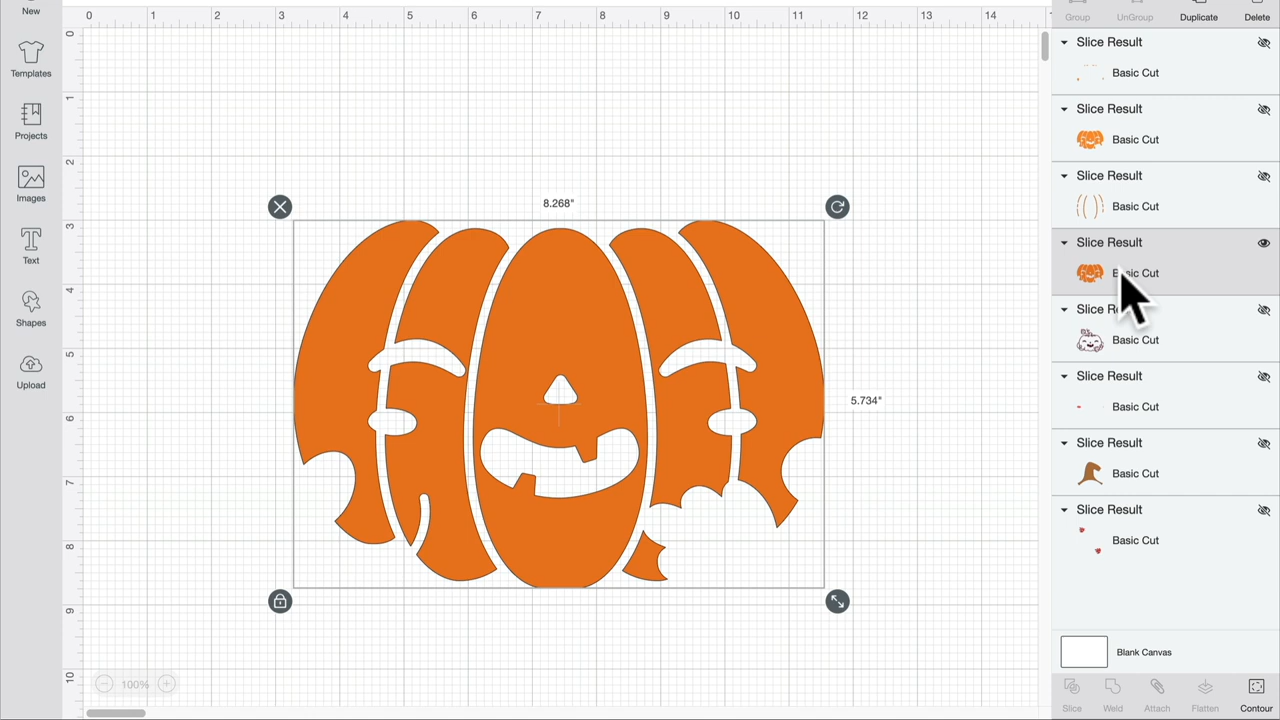 New
Templates
Projects
Images
Text
Shapes
Upload
0 1 2 3 4 5 6 7 8 9 10 11 12 13 14
0
1
2
3
4
5
6
7
8
9
10
8.268"
5.734"
100%
Group UnGroup Duplicate Delete
Slice Result
Basic Cut
Slice Result
Basic Cut
Slice Result
Basic Cut
Slice Result
Basic Cut
Slice Result
Basic Cut
Slice Result
Basic Cut
Slice Result
Basic Cut
Slice Result
Basic Cut
Blank Canvas
Slice Weld Attach Flatten Contour